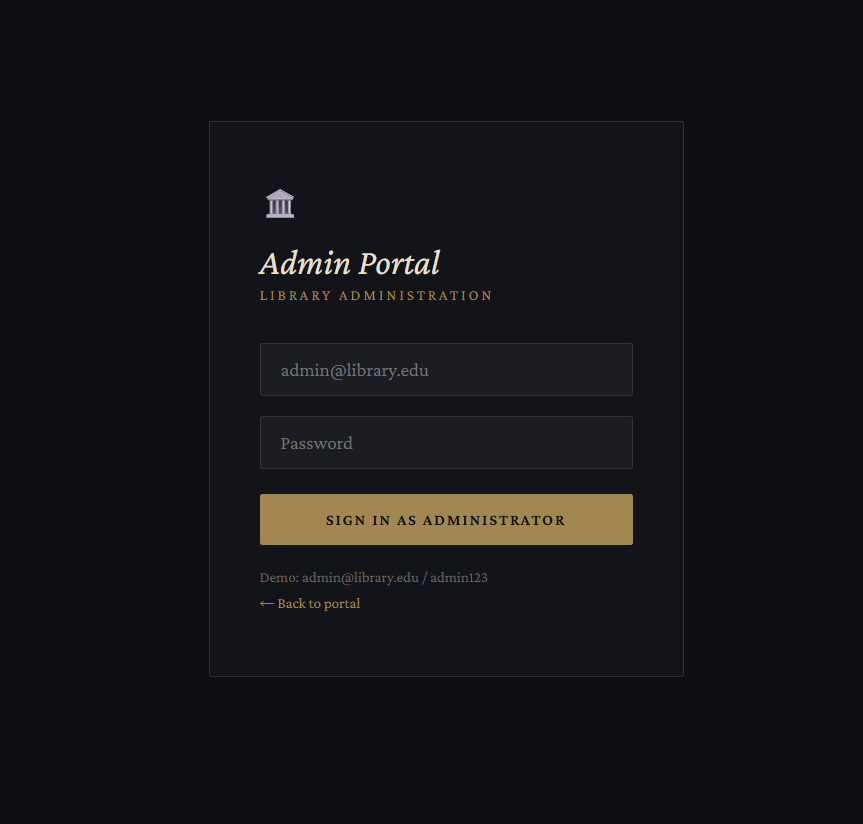 Admin Portal
LIBRARY ADMINISTRATION
admin@library.edu
Password
SIGN IN AS ADMINISTRATOR
Demo: admin@library.edu / admin123
← Back to portal